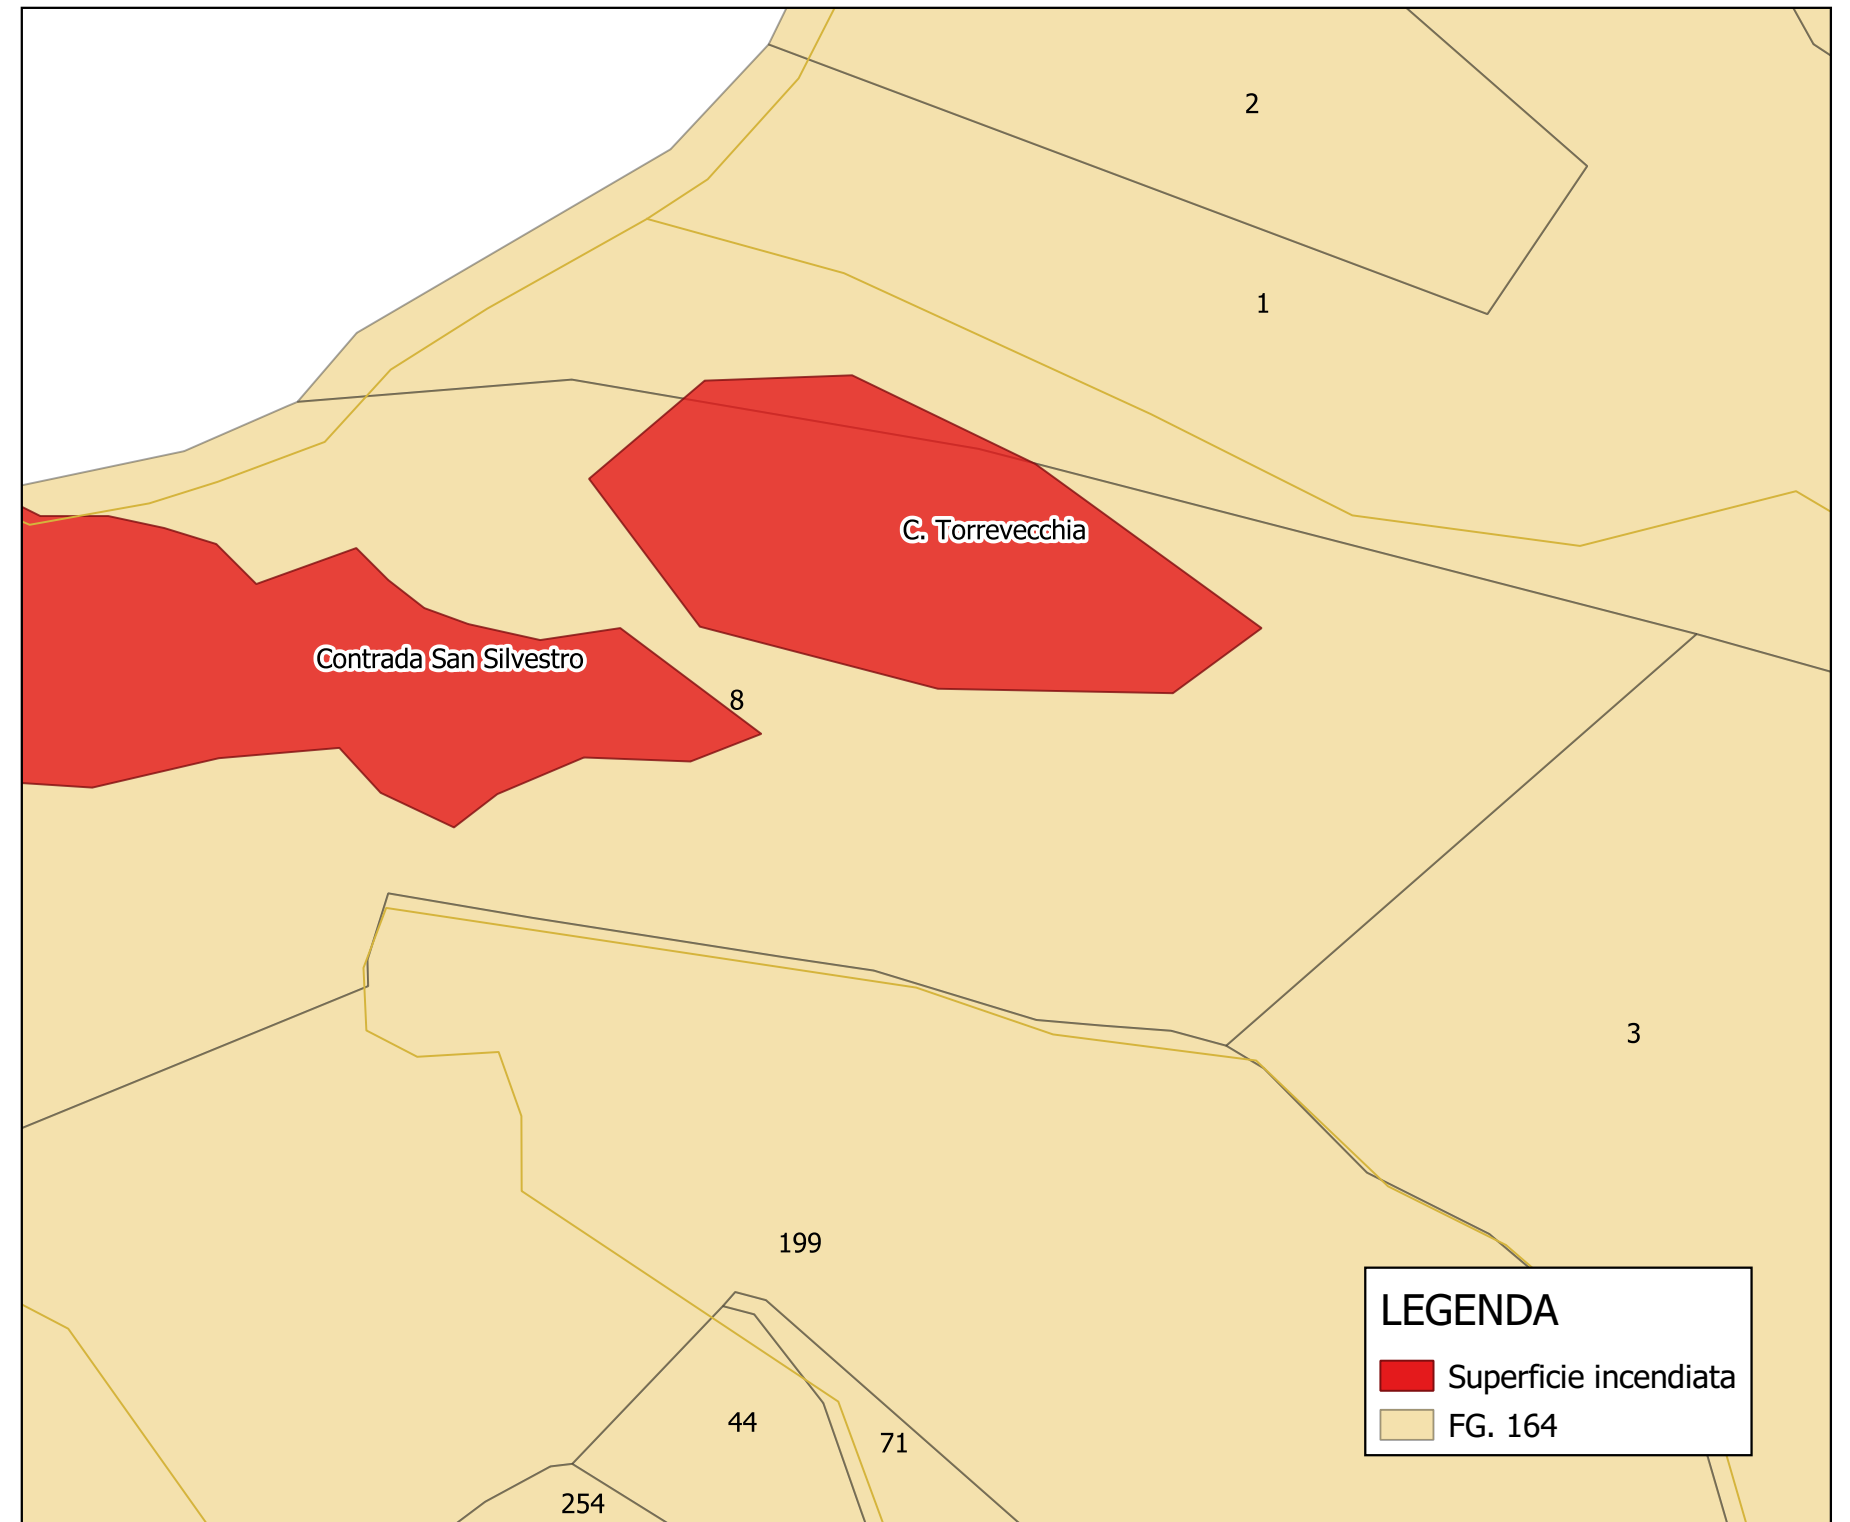 2
1
C. Torrevecchia
Contrada San Silvestro
8
3
199
LEGENDA
Superficie incendiata
FG. 164
44
71
254